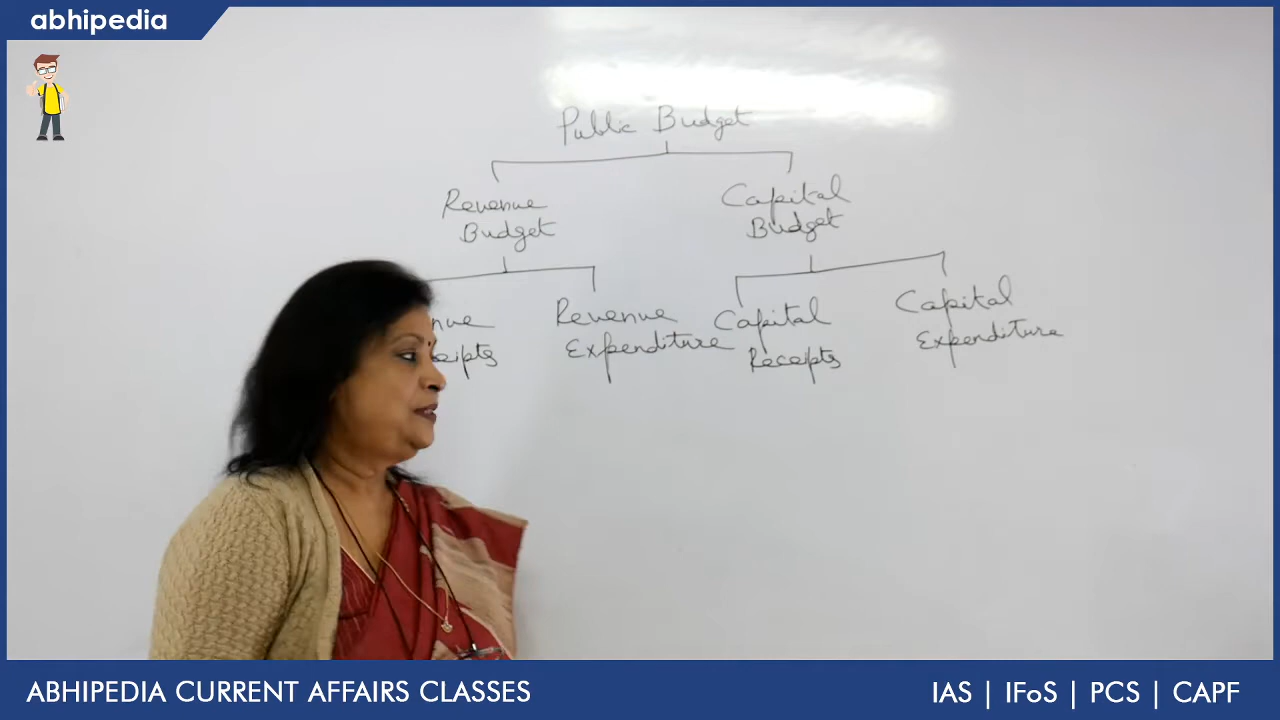 abhipedia
Public Budget
Revenue
Budget
Capital
Budget
Revenue
Expenditure
Capital
Receipts
Capital
Expenditure
ABHIPEDIA CURRENT AFFAIRS CLASSES
IAS | IFoS | PCS | CAPF